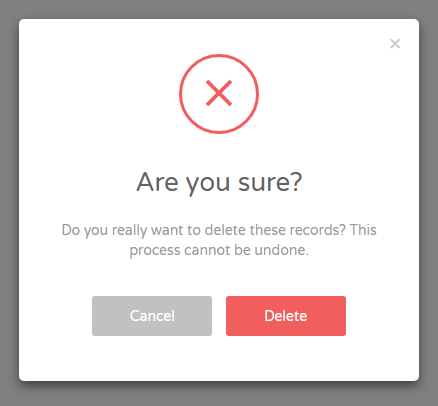 Are you sure?
Do you really want to delete these records? This
process cannot be undone.
Cancel
Delete